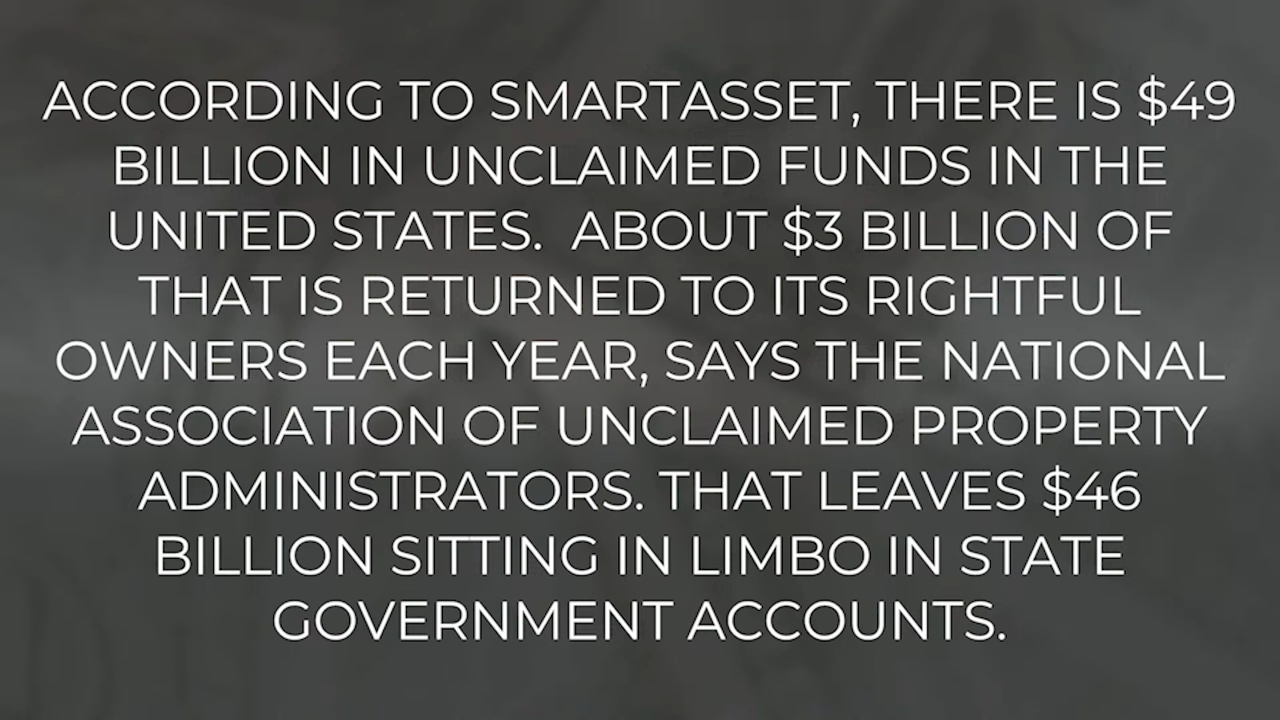 ACCORDING TO SMARTASSET, THERE IS $49
BILLION IN UNCLAIMED FUNDS IN THE
UNITED STATES.  ABOUT $3 BILLION OF
THAT IS RETURNED TO ITS RIGHTFUL
OWNERS EACH YEAR, SAYS THE NATIONAL
ASSOCIATION OF UNCLAIMED PROPERTY
ADMINISTRATORS. THAT LEAVES $46
BILLION SITTING IN LIMBO IN STATE
GOVERNMENT ACCOUNTS.